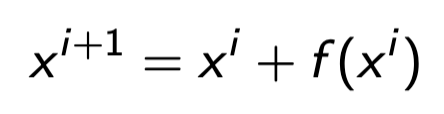 x^{i+1} = x^i + f(x^i)